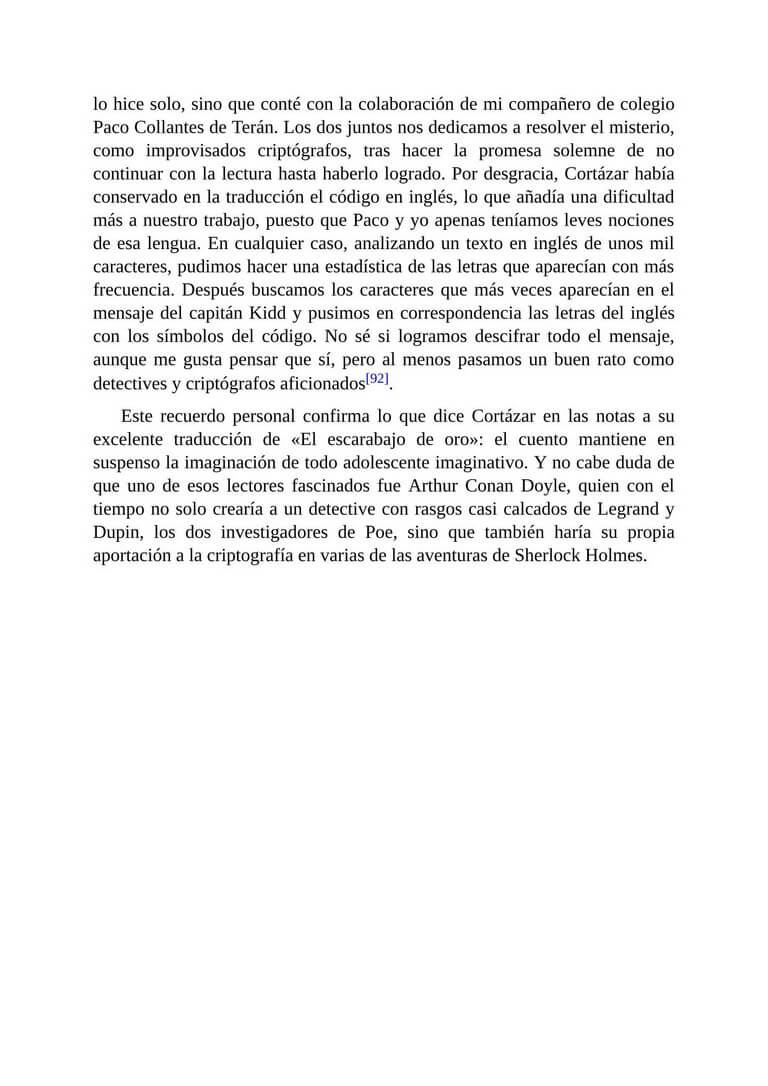 lo hice solo, sino que conté con la colaboración de mi compañero de colegio
Paco Collantes de Terán. Los dos juntos nos dedicamos a resolver el misterio,
como improvisados criptógrafos, tras hacer la promesa solemne de no
continuar con la lectura hasta haberlo logrado. Por desgracia, Cortázar había
conservado en la traducción el código en inglés, lo que añadía una dificultad
más a nuestro trabajo, puesto que Paco y yo apenas teníamos leves nociones
de esa lengua. En cualquier caso, analizando un texto en inglés de unos mil
caracteres, pudimos hacer una estadística de las letras que aparecían con más
frecuencia. Después buscamos los caracteres que más veces aparecían en el
mensaje del capitán Kidd y pusimos en correspondencia las letras del inglés
con los símbolos del código. No sé si logramos descifrar todo el mensaje,
aunque me gusta pensar que sí, pero al menos pasamos un buen rato como
detectives y criptógrafos aficionados[92].
Este recuerdo personal confirma lo que dice Cortázar en las notas a su
excelente traducción de «El escarabajo de oro»: el cuento mantiene en
suspenso la imaginación de todo adolescente imaginativo. Y no cabe duda de
que uno de esos lectores fascinados fue Arthur Conan Doyle, quien con el
tiempo no solo crearía a un detective con rasgos casi calcados de Legrand y
Dupin, los dos investigadores de Poe, sino que también haría su propia
aportación a la criptografía en varias de las aventuras de Sherlock Holmes.